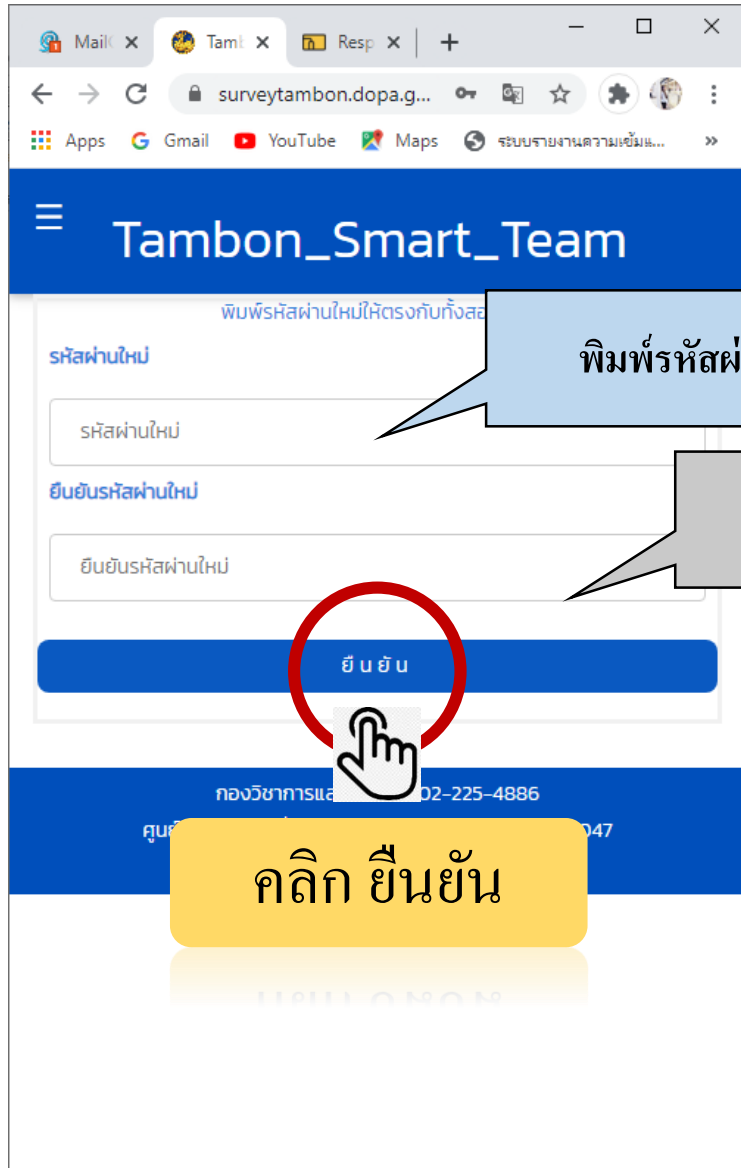 Mail
Tamb
Resp
surveytambon.dopa.g...
Apps
Gmail
YouTube
Maps
ระบบรายงานความเข้มแ...
Tambon_Smart_Team
พิมพ์รหัสผ่านใหม่ให้ตรงกับทั้งสอ
รหัสผ่านใหม่
พิมพ์รหัสผ่
รหัสผ่านใหม่
ยืนยันรหัสผ่านใหม่
ยืนยันรหัสผ่านใหม่
ยืนยัน
กองวิชาการและ 02-225-4886
ศูน 047
คลิก ยืนยัน